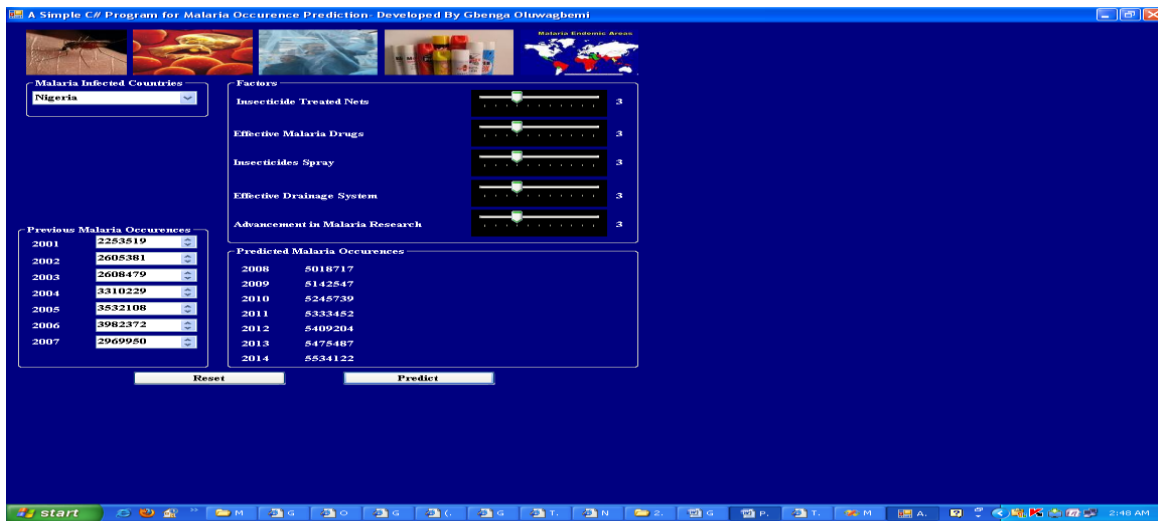 A Simple C# Program for Malaria Occurence Prediction- Developed By Gbenga Oluwagbemi
Malaria Endemic Areas
Malaria Infected Countries
Nigeria
Factors
Insecticide Treated Nets 3
Effective Malaria Drugs 3
Insecticides Spray 3
Effective Drainage System 3
Advancement in Malaria Research 3
Previous Malaria Occurences
2001 2253519
2002 2605381
2003 2608479
2004 3310229
2005 3532108
2006 3982372
2007 2969950
Predicted Malaria Occurences
2008 5018717
2009 5142547
2010 5245739
2011 5333452
2012 5409204
2013 5475487
2014 5534122
Reset Predict
start M G O G (. G T. N 2. G P. T. M A. 2:48 AM